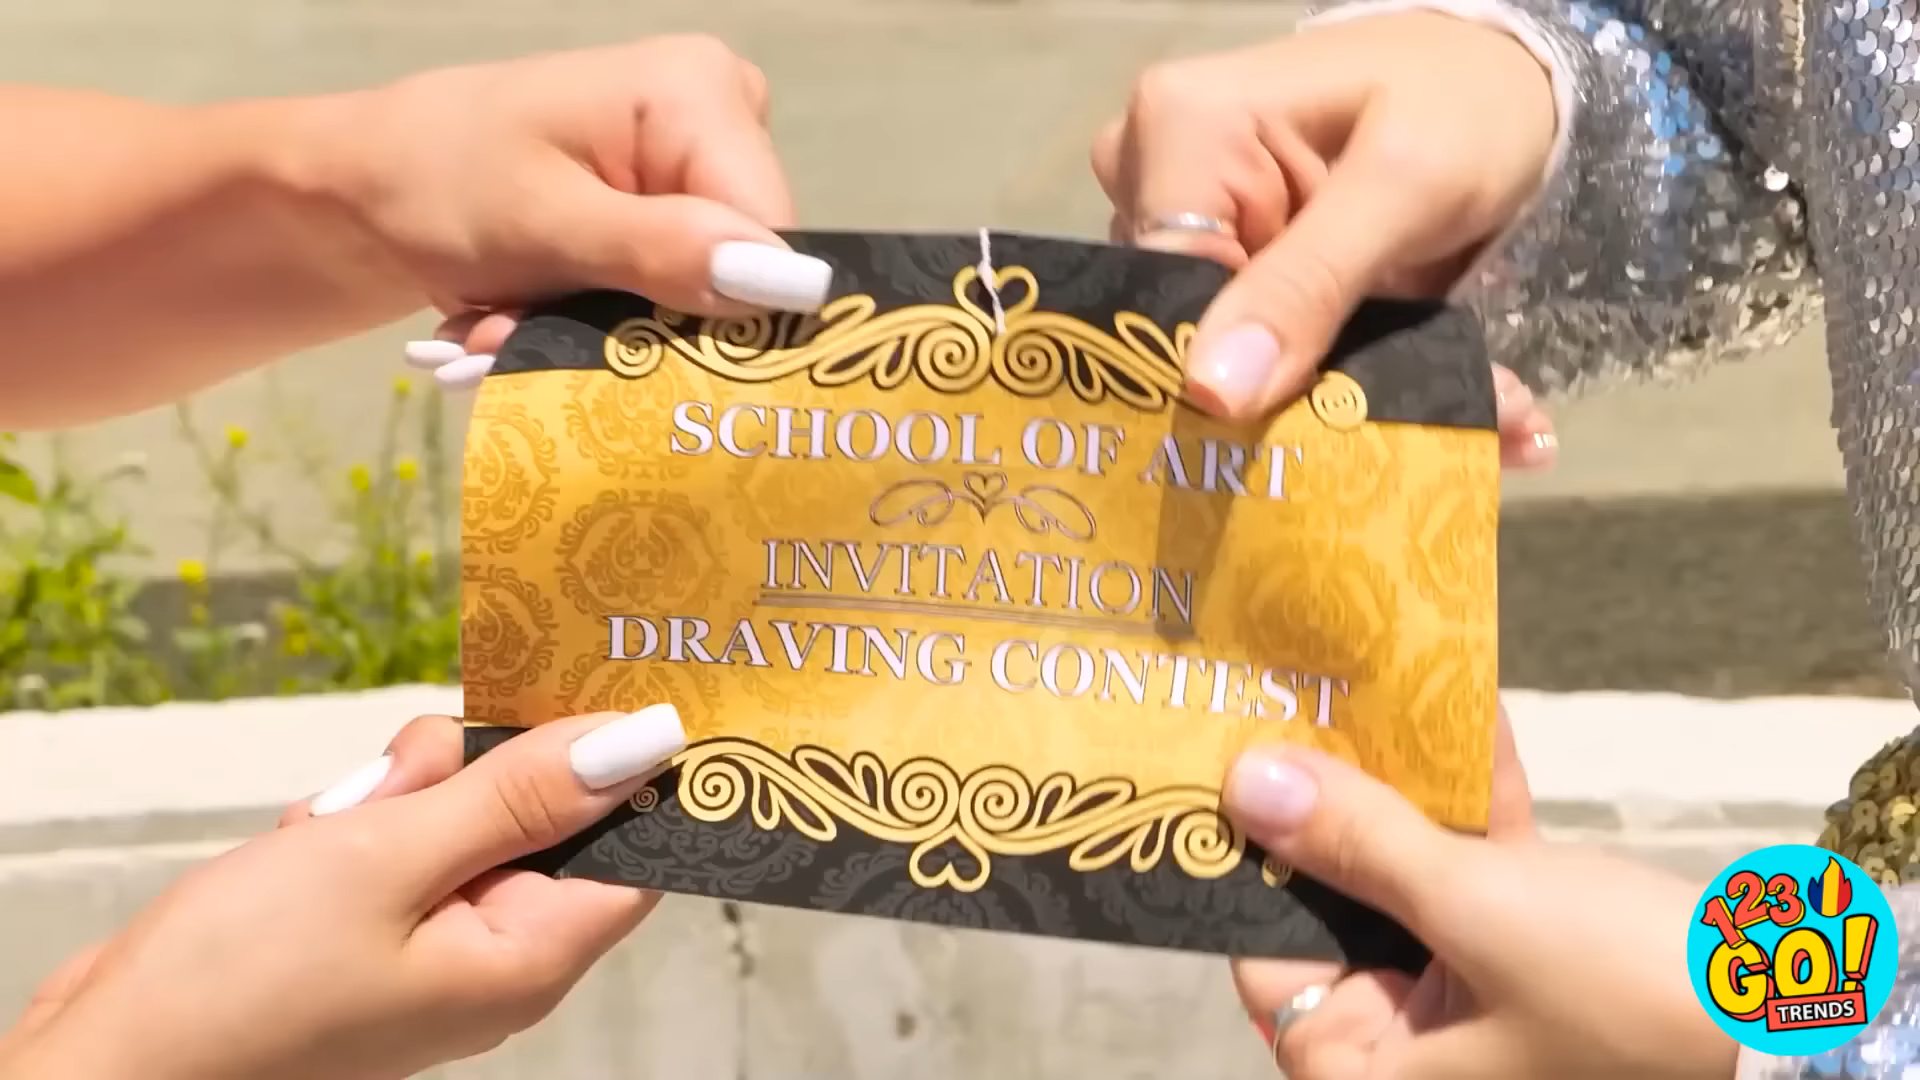 SCHOOL OF ART
INVITATION
DRAVING CONTEST
123
GO!
TRENDS